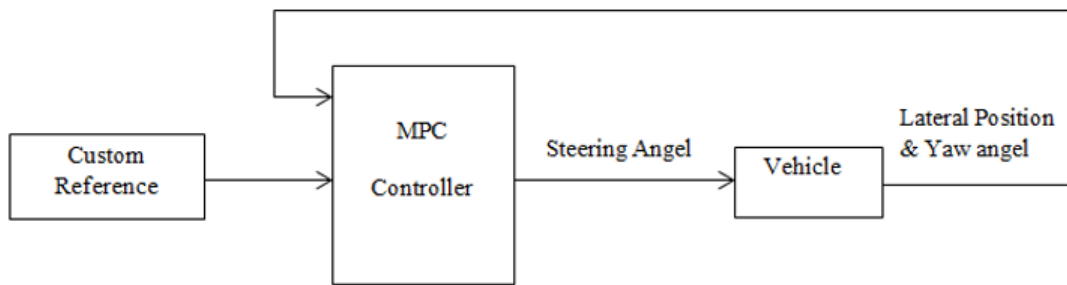 Custom
Reference
MPC
Controller
Steering Angel
Vehicle
Lateral Position
& Yaw angel